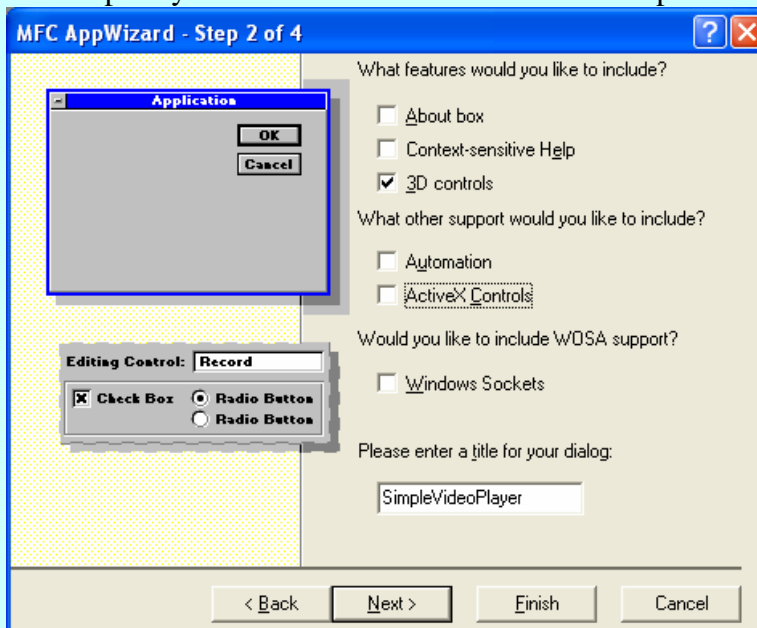 MFC AppWizard - Step 2 of 4
Application
OK
Cancel
Editing Control: Record
Check Box
Radio Button
Radio Button
What features would you like to include?
About box
Context-sensitive Help
3D controls
What other support would you like to include?
Automation
ActiveX Controls
Would you like to include WOSA support?
Windows Sockets
Please enter a title for your dialog:
SimpleVideoPlayer
< Back
Next >
Finish
Cancel